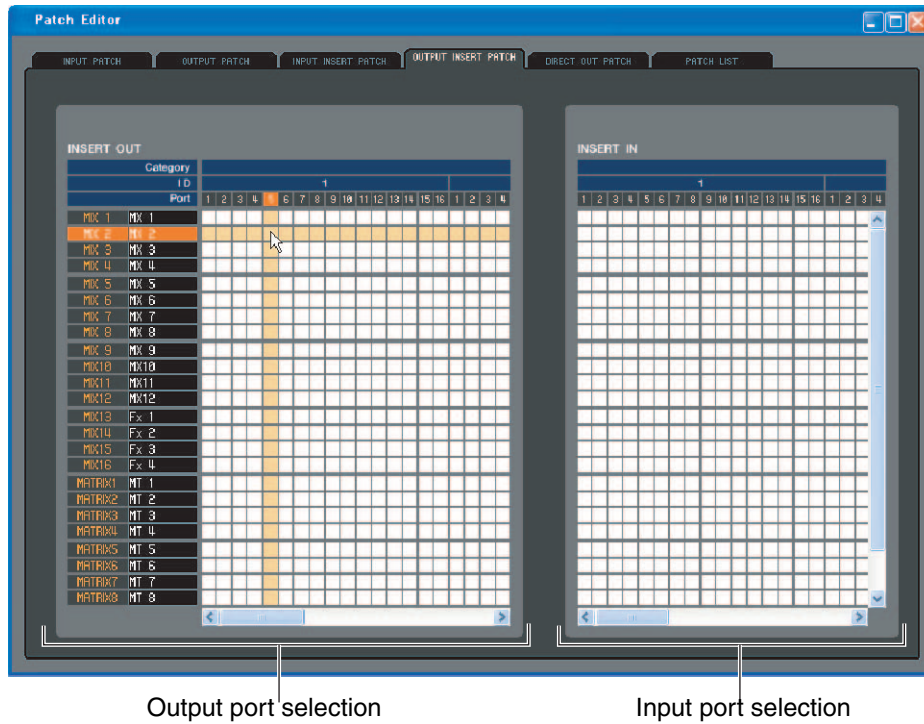 Patch Editor
INPUT PATCH OUTPUT PATCH INPUT INSERT PATCH OUTPUT INSERT PATCH DIRECT OUT PATCH PATCH LIST
INSERT OUT
Category
ID 1
Port 1 2 3 4 5 6 7 8 9 10 11 12 13 14 15 16 1 2 3 4
MIX 1 MX 1
MIX 2 MX 2
MIX 3 MX 3
MIX 4 MX 4
MIX 5 MX 5
MIX 6 MX 6
MIX 7 MX 7
MIX 8 MX 8
MIX 9 MX 9
MIX10 MX10
MIX11 MX11
MIX12 MX12
MIX13 Fx 1
MIX14 Fx 2
MIX15 Fx 3
MIX16 Fx 4
MATRIX1 MT 1
MATRIX2 MT 2
MATRIX3 MT 3
MATRIX4 MT 4
MATRIX5 MT 5
MATRIX6 MT 6
MATRIX7 MT 7
MATRIX8 MT 8
INSERT IN
1
1 2 3 4 5 6 7 8 9 10 11 12 13 14 15 16 1 2 3 4
Output port selection
Input port selection